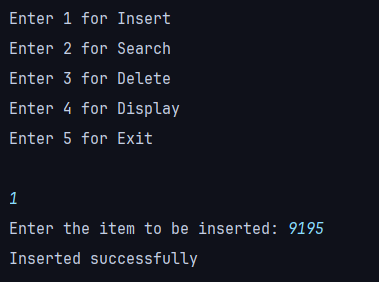 Enter 1 for Insert
Enter 2 for Search
Enter 3 for Delete
Enter 4 for Display
Enter 5 for Exit
1
Enter the item to be inserted: 9195
Inserted successfully